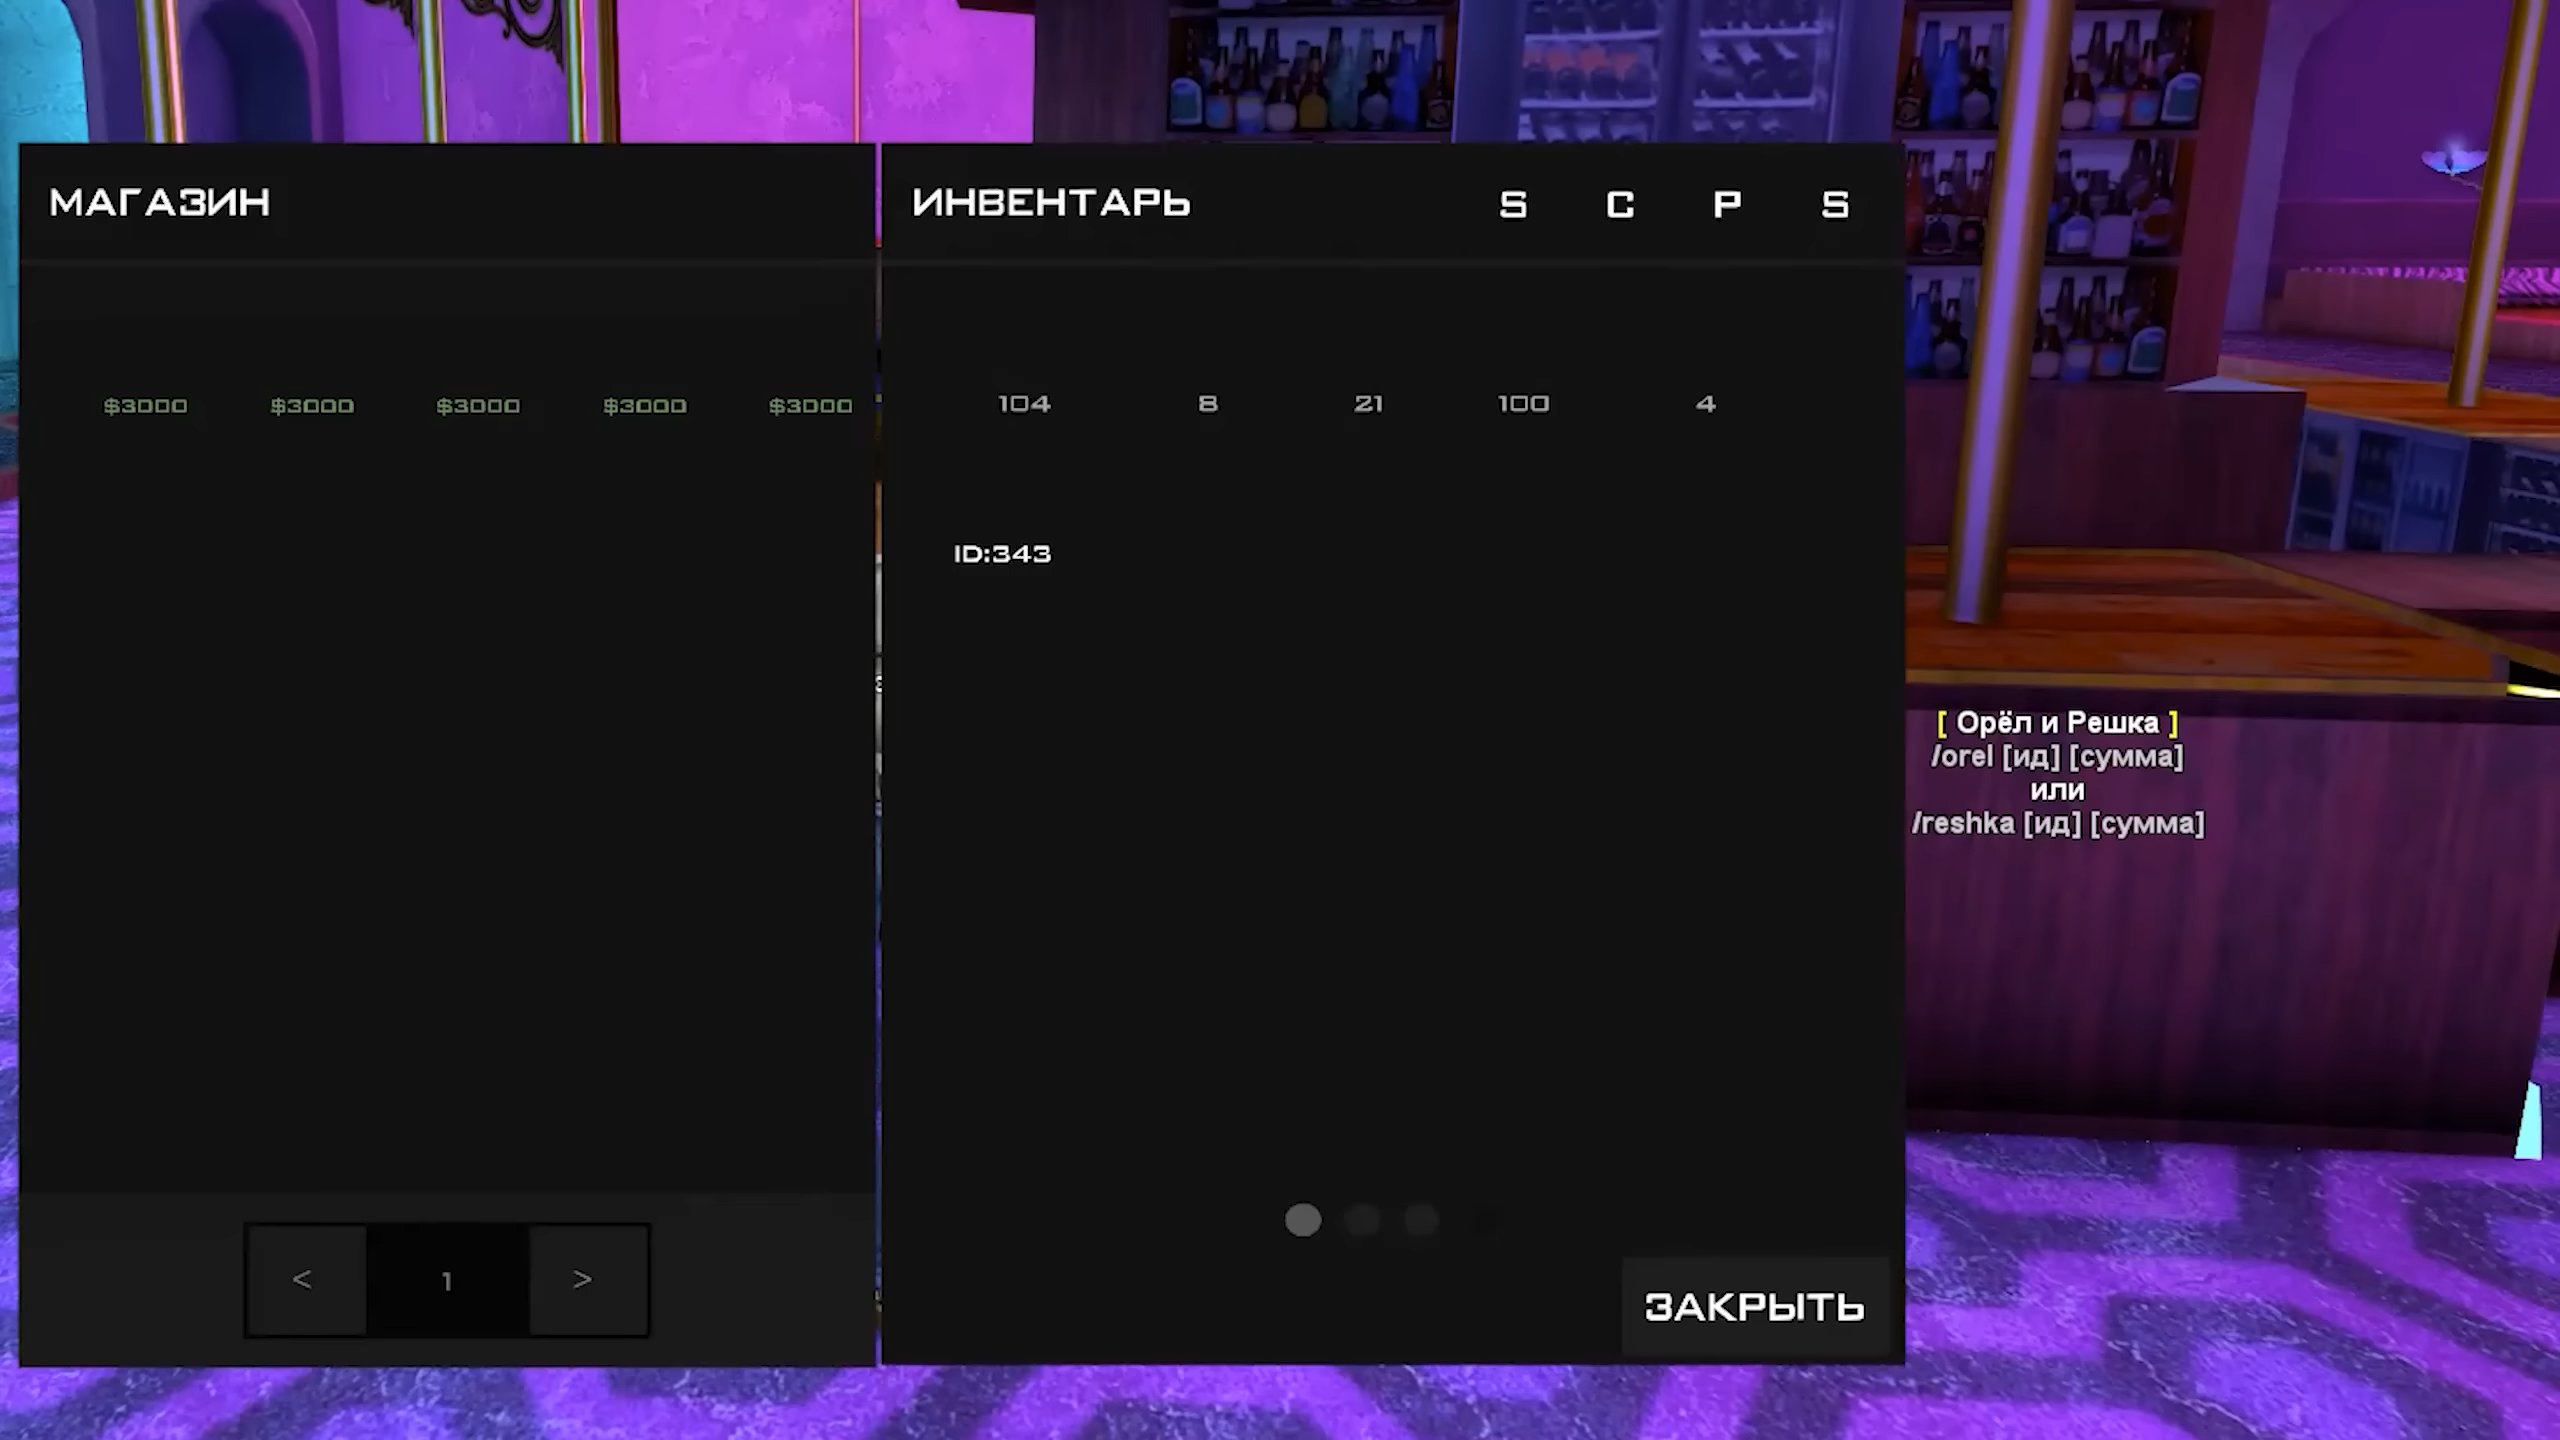 МАГАЗИН
$3000 $3000 $3000 $3000 $3000
< 1 >
ИНВЕНТАРЬ S C P S
104 8 21 100 4
ID:343
ЗАКРЫТЬ
[ Орёл и Решка ]
/orel [ид] [сумма]
или
/reshka [ид] [сумма]